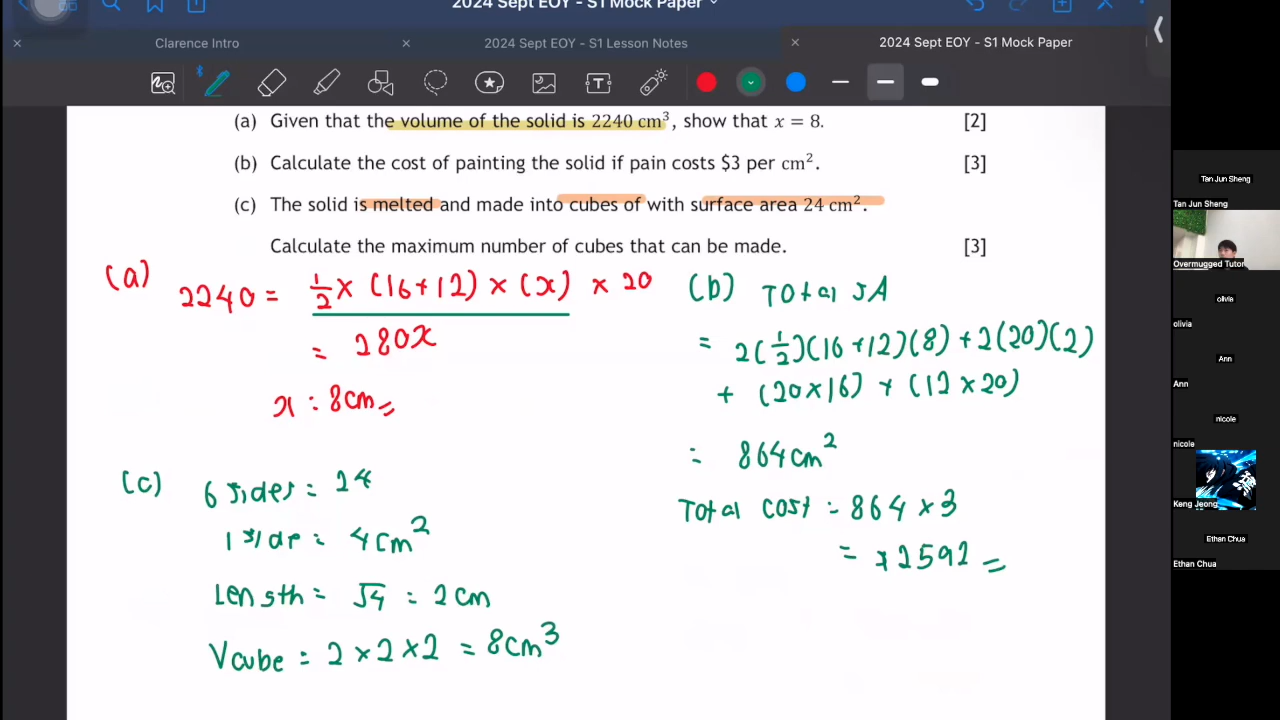 2024 Sept EOY - S1 Mock Paper
Clarence Intro
2024 Sept EOY - S1 Lesson Notes
2024 Sept EOY - S1 Mock Paper
(a) Given that the volume of the solid is 2240 cm³, show that x = 8. [2]
(b) Calculate the cost of painting the solid if pain costs $3 per cm². [3]
(c) The solid is melted and made into cubes of with surface area 24 cm².
Calculate the maximum number of cubes that can be made. [3]
(a) 2240 = ½ × (16+12) × (x) × 20
= 280x
x = 8cm
(b) Total SA
= 2(½)(16+12)(8) + 2(20)(2)
+ (20×16) + (12×20)
= 864cm²
Total cost = 864 × 3
= $2592
(c) 6 sides = 24
1 side = 4cm²
Length = √4 = 2cm
Vcube = 2 × 2 × 2 = 8cm³
Tan Jun Sheng
Tan Jun Sheng
Overmugged Tutor
olivia
olivia
Ann
Ann
nicole
nicole
Keng Jeong
Ethan Chua
Ethan Chua